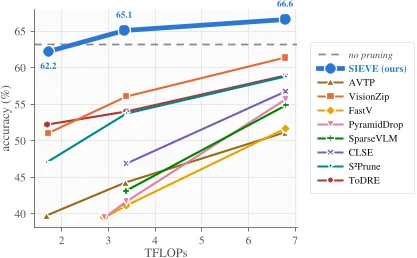 66.6
65.1
62.2
65
60
55
50
45
40
accuracy (%)
2 3 4 5 6 7
TFLOPs
no pruning
SIEVE (ours)
AVTP
VisionZip
FastV
PyramidDrop
SparseVLM
CLSE
S²Prune
ToDRE